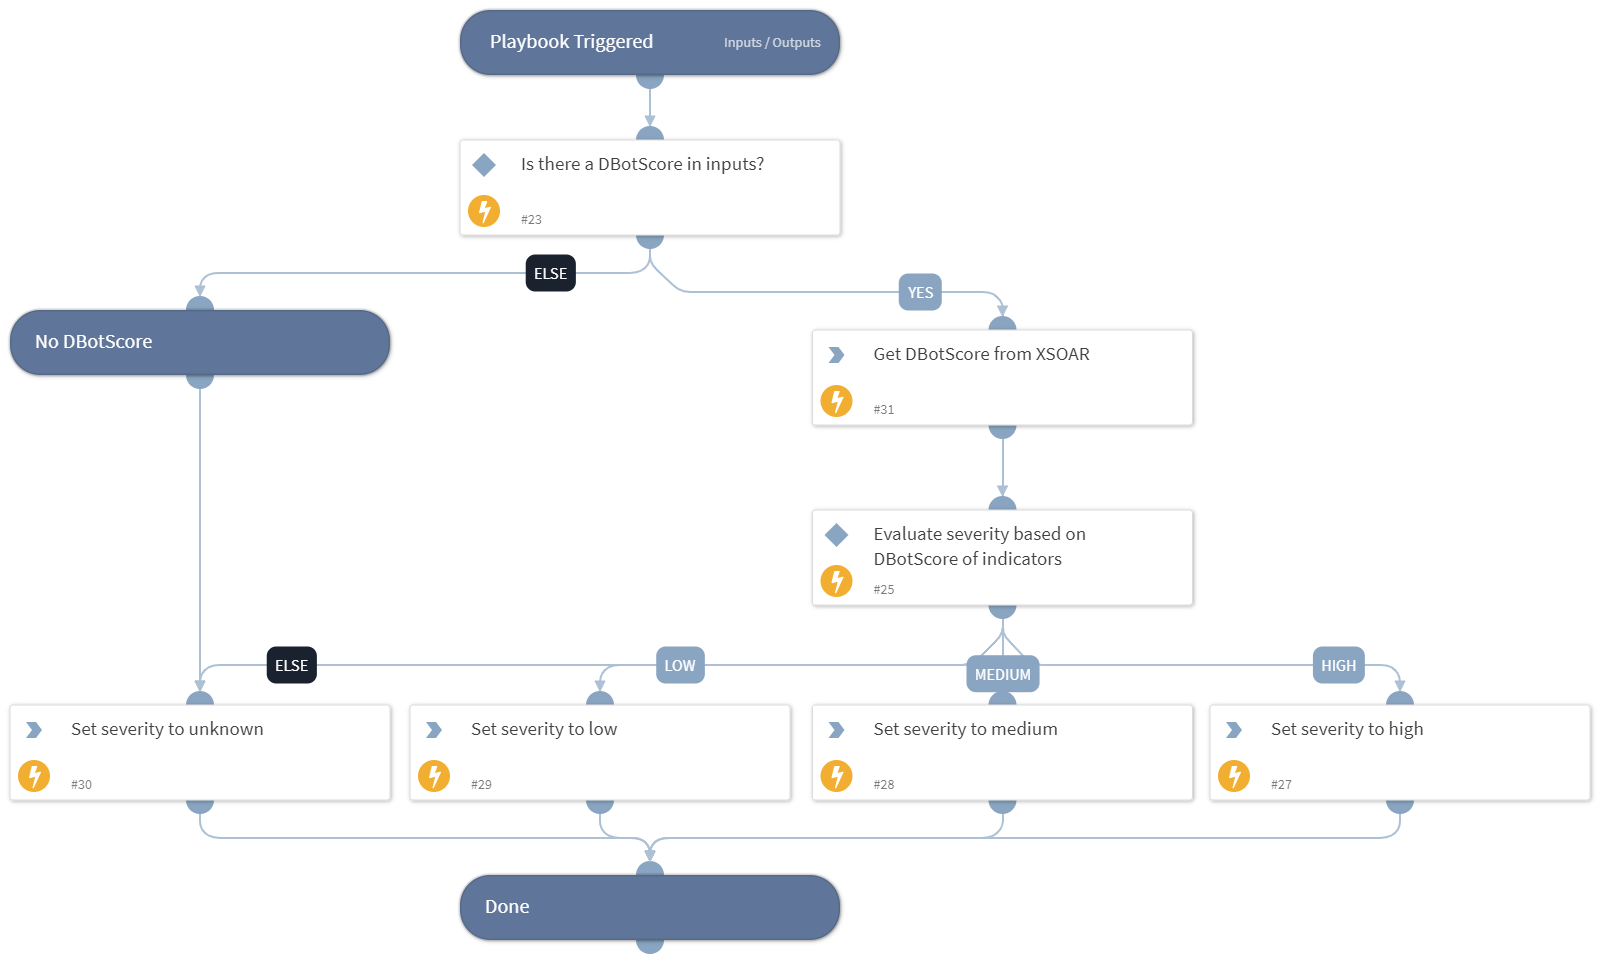 Playbook Triggered
Inputs / Outputs
Is there a DBotScore in inputs?
#23
ELSE
YES
No DBotScore
Get DBotScore from XSOAR
#31
Evaluate severity based on
DBotScore of indicators
#25
ELSE
LOW
MEDIUM
HIGH
Set severity to unknown
#30
Set severity to low
#29
Set severity to medium
#28
Set severity to high
#27
Done